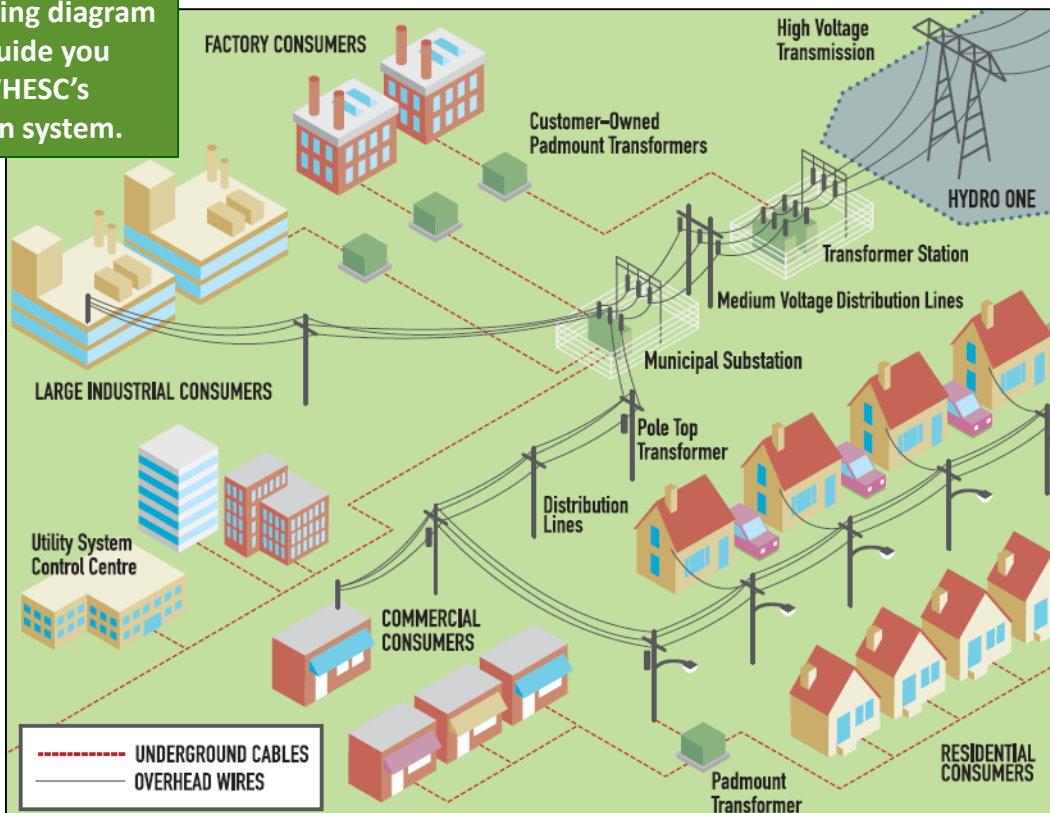 ing diagram
uide you
HESC's
n system.
FACTORY CONSUMERS
High Voltage
Transmission
Customer–Owned
Padmount Transformers
HYDRO ONE
Transformer Station
Medium Voltage Distribution Lines
Municipal Substation
LARGE INDUSTRIAL CONSUMERS
Pole Top
Transformer
Distribution
Lines
Utility System
Control Centre
COMMERCIAL
CONSUMERS
UNDERGROUND CABLES
OVERHEAD WIRES
RESIDENTIAL
CONSUMERS
Padmount
Transformer